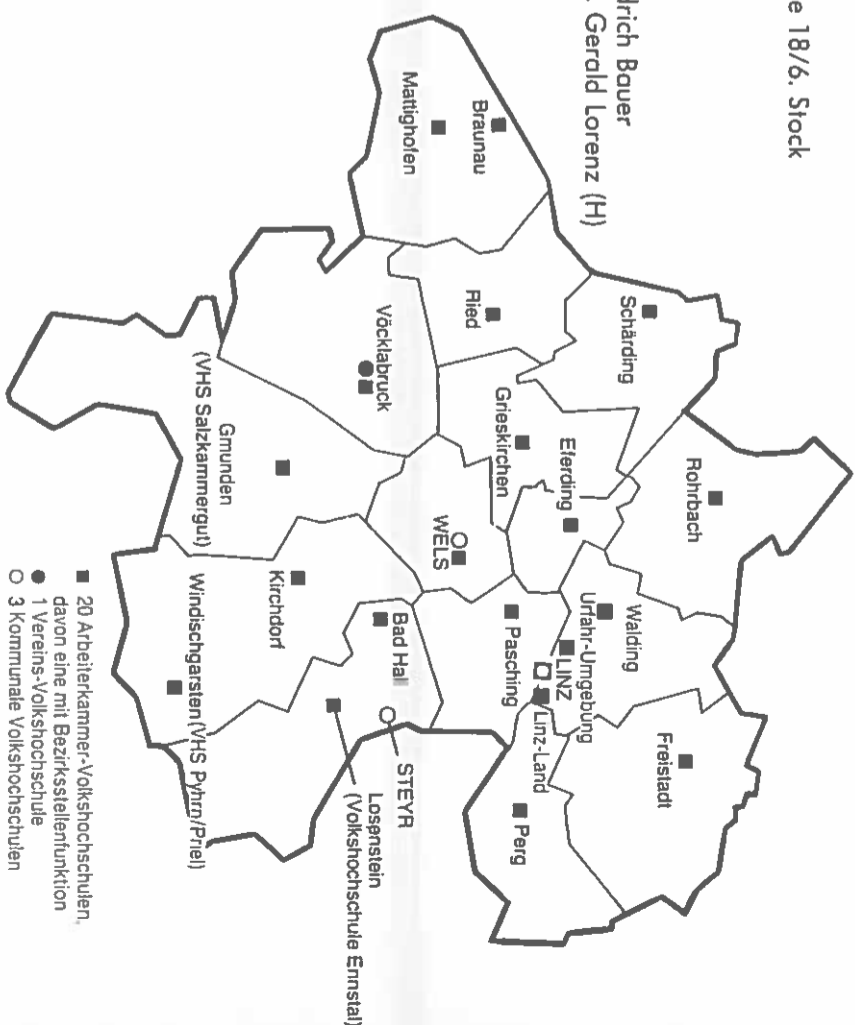 e 18/6. Stock
lrich Bauer
. Gerald Lorenz (H)
Rohrbach
Schärding
Freistadt
Walding
Urfahr-Umgebung
Eferding
LINZ
Linz-Land
Braunau
Ried
Grieskirchen
Pasching
Perg
Mattighofen
WELS
Vöcklabruck
Bad Hall
STEYR
Losenstein
(Volkshochschule Ennstal)
Gmunden
(VHS Salzkammergut)
Kirchdorf
Windischgarsten (VHS Pyhrn/Priel)
■ 20 Arbeiterkammer-Volkshochschulen,
davon eine mit Bezirksstellenfunktion
● 1 Vereins-Volkshochschule
○ 3 Kommunale Volkshochschulen